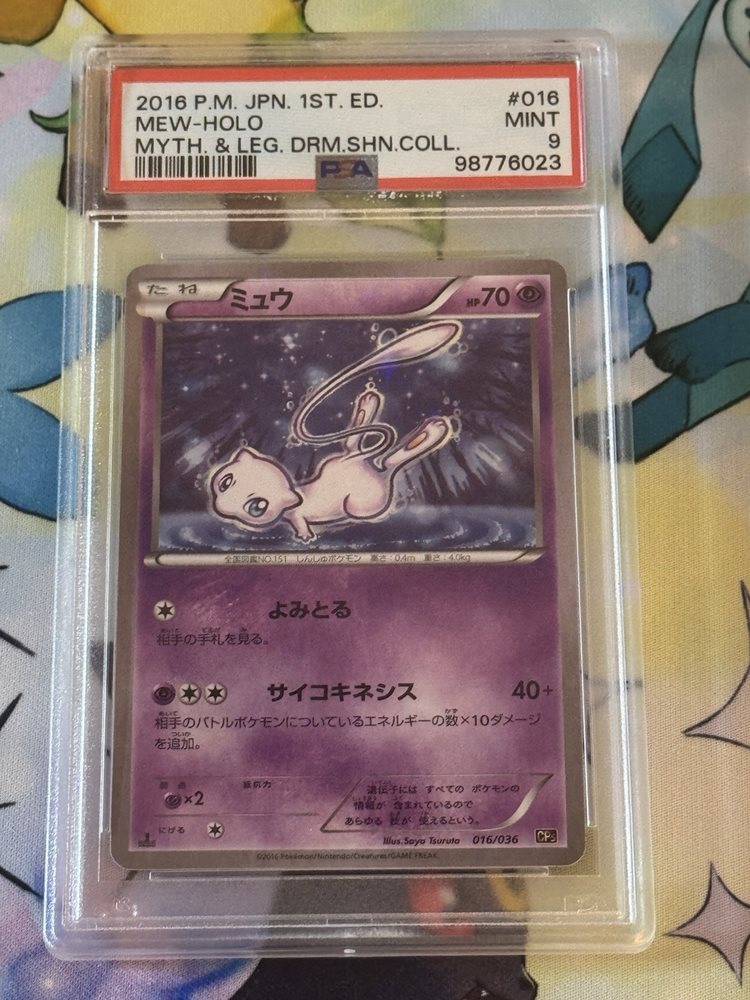 2016 P.M. JPN. 1ST. ED. #016
MEW-HOLO MINT
MYTH. & LEG. DRM.SHN.COLL. 9
PSA 98776023
たね ミュウ HP70
全国図鑑NO.151 しんしゅポケモン 高さ:0.4m 重さ:4.0kg
よみとる
相手の手札を見る。
サイコキネシス 40+
相手のバトルポケモンについているエネルギーの数×10ダメージ
を追加。
弱点 ×2 抵抗力
にげる
遺伝子には すべての ポケモンの
情報が 含まれているので
あらゆる 技が 使えるという。
Illus.Saya Tsuruta 016/036 CP5
©2016 Pokémon/Nintendo/Creatures/GAME FREAK.